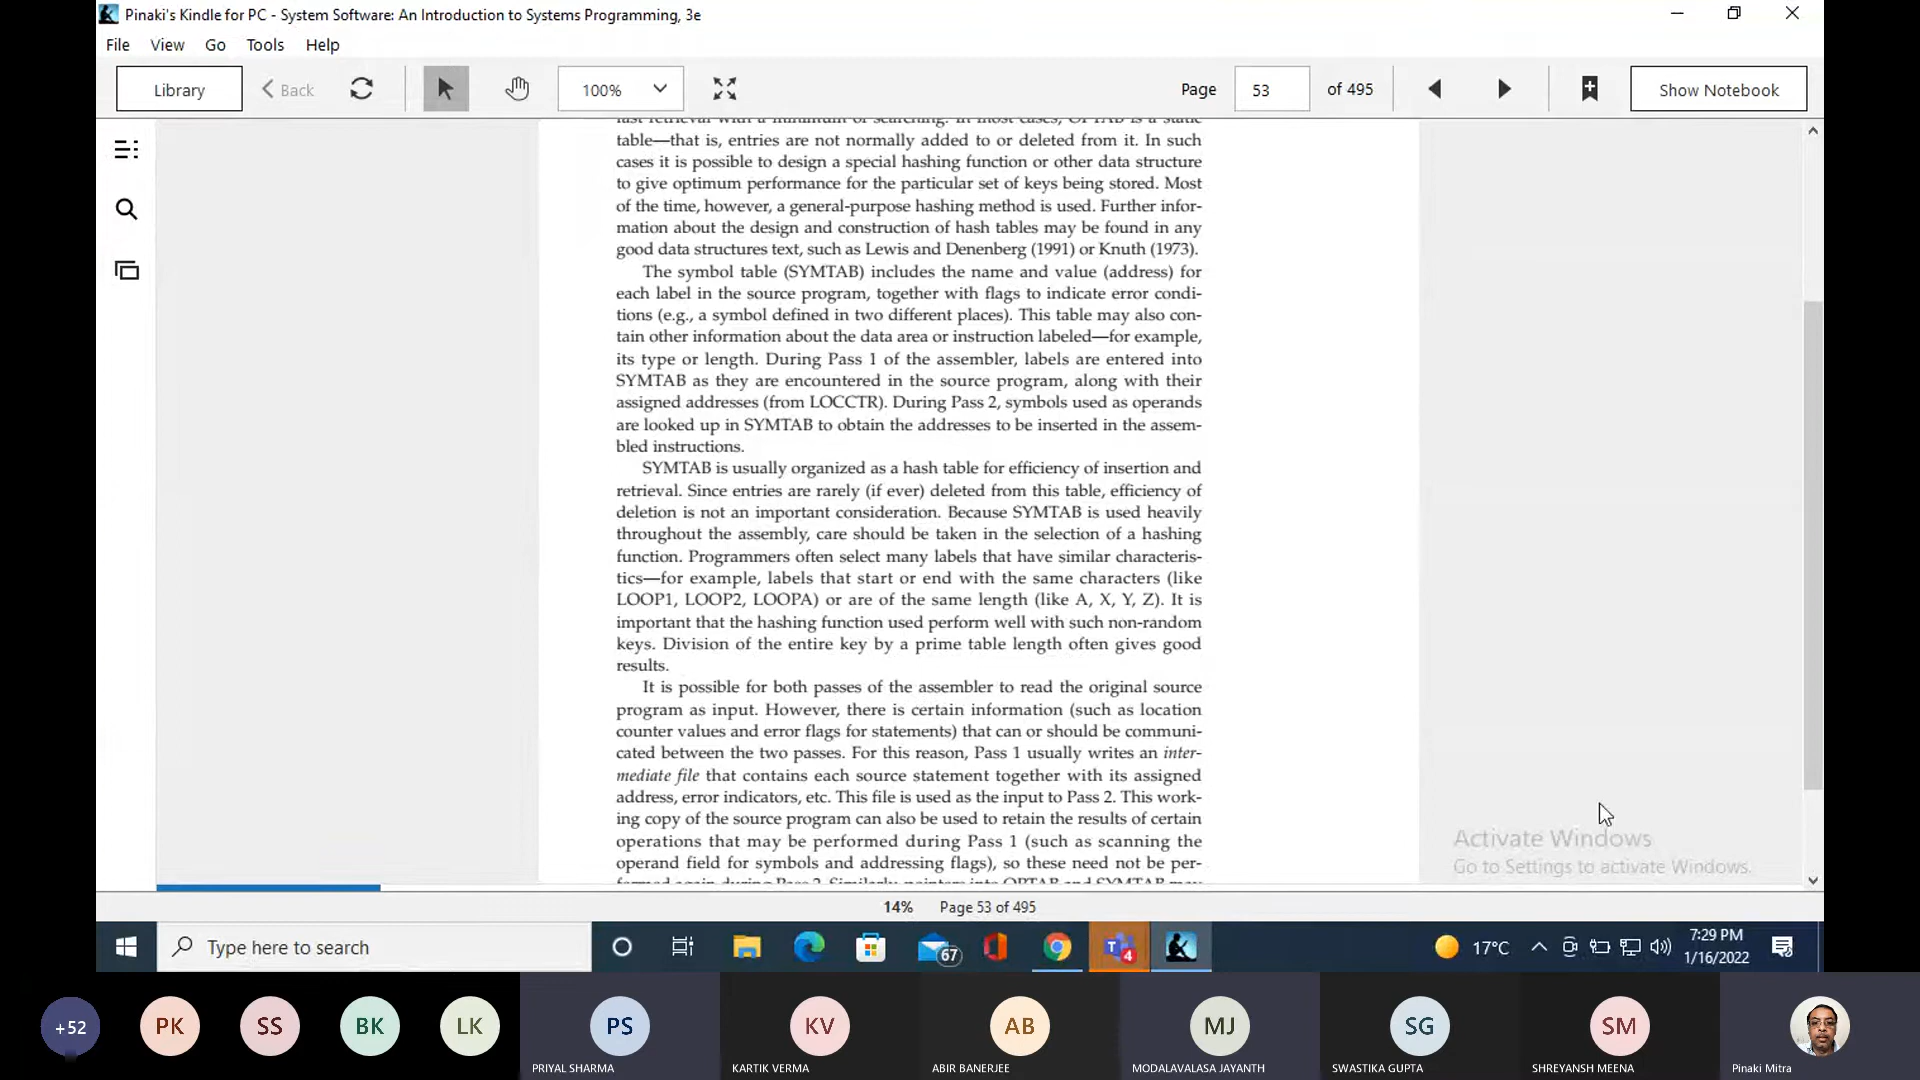 Pinaki's Kindle for PC - System Software: An Introduction to Systems Programming, 3e
File View Go Tools Help
Library Back 100% Page 53 of 495 Show Notebook
fast retrieval with a minimum of searching. In most cases, OPTAB is a static
table—that is, entries are not normally added to or deleted from it. In such
cases it is possible to design a special hashing function or other data structure
to give optimum performance for the particular set of keys being stored. Most
of the time, however, a general-purpose hashing method is used. Further infor-
mation about the design and construction of hash tables may be found in any
good data structures text, such as Lewis and Denenberg (1991) or Knuth (1973).
The symbol table (SYMTAB) includes the name and value (address) for
each label in the source program, together with flags to indicate error condi-
tions (e.g., a symbol defined in two different places). This table may also con-
tain other information about the data area or instruction labeled—for example,
its type or length. During Pass 1 of the assembler, labels are entered into
SYMTAB as they are encountered in the source program, along with their
assigned addresses (from LOCCTR). During Pass 2, symbols used as operands
are looked up in SYMTAB to obtain the addresses to be inserted in the assem-
bled instructions.
SYMTAB is usually organized as a hash table for efficiency of insertion and
retrieval. Since entries are rarely (if ever) deleted from this table, efficiency of
deletion is not an important consideration. Because SYMTAB is used heavily
throughout the assembly, care should be taken in the selection of a hashing
function. Programmers often select many labels that have similar characteris-
tics—for example, labels that start or end with the same characters (like
LOOP1, LOOP2, LOOPA) or are of the same length (like A, X, Y, Z). It is
important that the hashing function used perform well with such non-random
keys. Division of the entire key by a prime table length often gives good
results.
It is possible for both passes of the assembler to read the original source
program as input. However, there is certain information (such as location
counter values and error flags for statements) that can or should be communi-
cated between the two passes. For this reason, Pass 1 usually writes an inter-
mediate file that contains each source statement together with its assigned
address, error indicators, etc. This file is used as the input to Pass 2. This work-
ing copy of the source program can also be used to retain the results of certain
operations that may be performed during Pass 1 (such as scanning the
operand field for symbols and addressing flags), so these need not be per-
formed again during Pass 2. Similarly, pointers into OPTAB and SYMTAB may
Activate Windows
Go to Settings to activate Windows.
14% Page 53 of 495
Type here to search 67 4 17°C 7:29 PM
1/16/2022
+52 PK SS BK LK PS KV AB MJ SG SM
PRIYAL SHARMA KARTIK VERMA ABIR BANERJEE MODALAVALASA JAYANTH SWASTIKA GUPTA SHREYANSH MEENA Pinaki Mitra